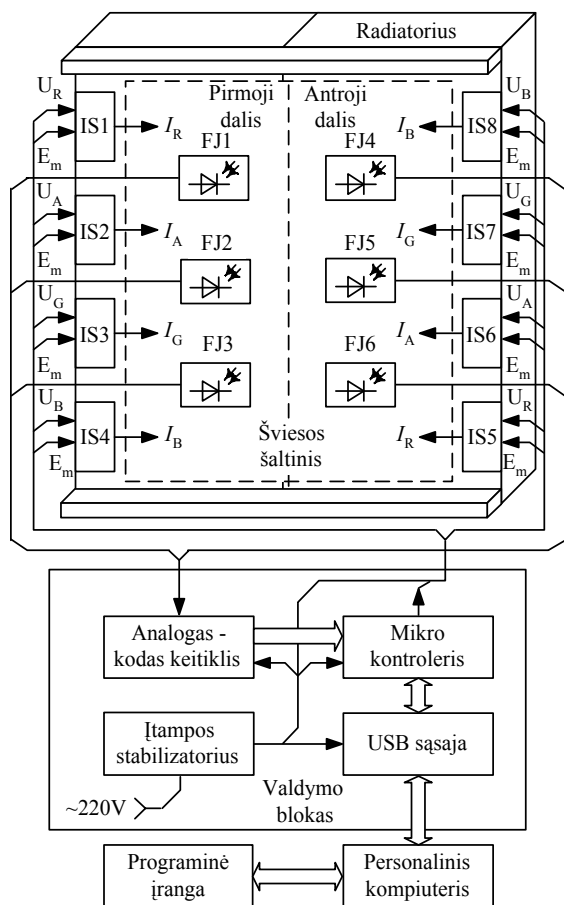 Radiatorius
U_R
IS1
E_m
I_R
Pirmoji
dalis
Antroji
dalis
I_B
IS8
U_B
E_m
FJ1
FJ4
U_A
IS2
E_m
I_A
I_G
IS7
U_G
E_m
FJ2
FJ5
U_G
IS3
E_m
I_G
I_A
IS6
U_A
E_m
FJ3
FJ6
U_B
IS4
E_m
I_B
Šviesos
šaltinis
I_R
IS5
U_R
E_m
Analogas -
kodas keitiklis
Mikro
kontroleris
Įtampos
stabilizatorius
USB sąsaja
~220V
Valdymo
blokas
Programinė
įranga
Personalinis
kompiuteris